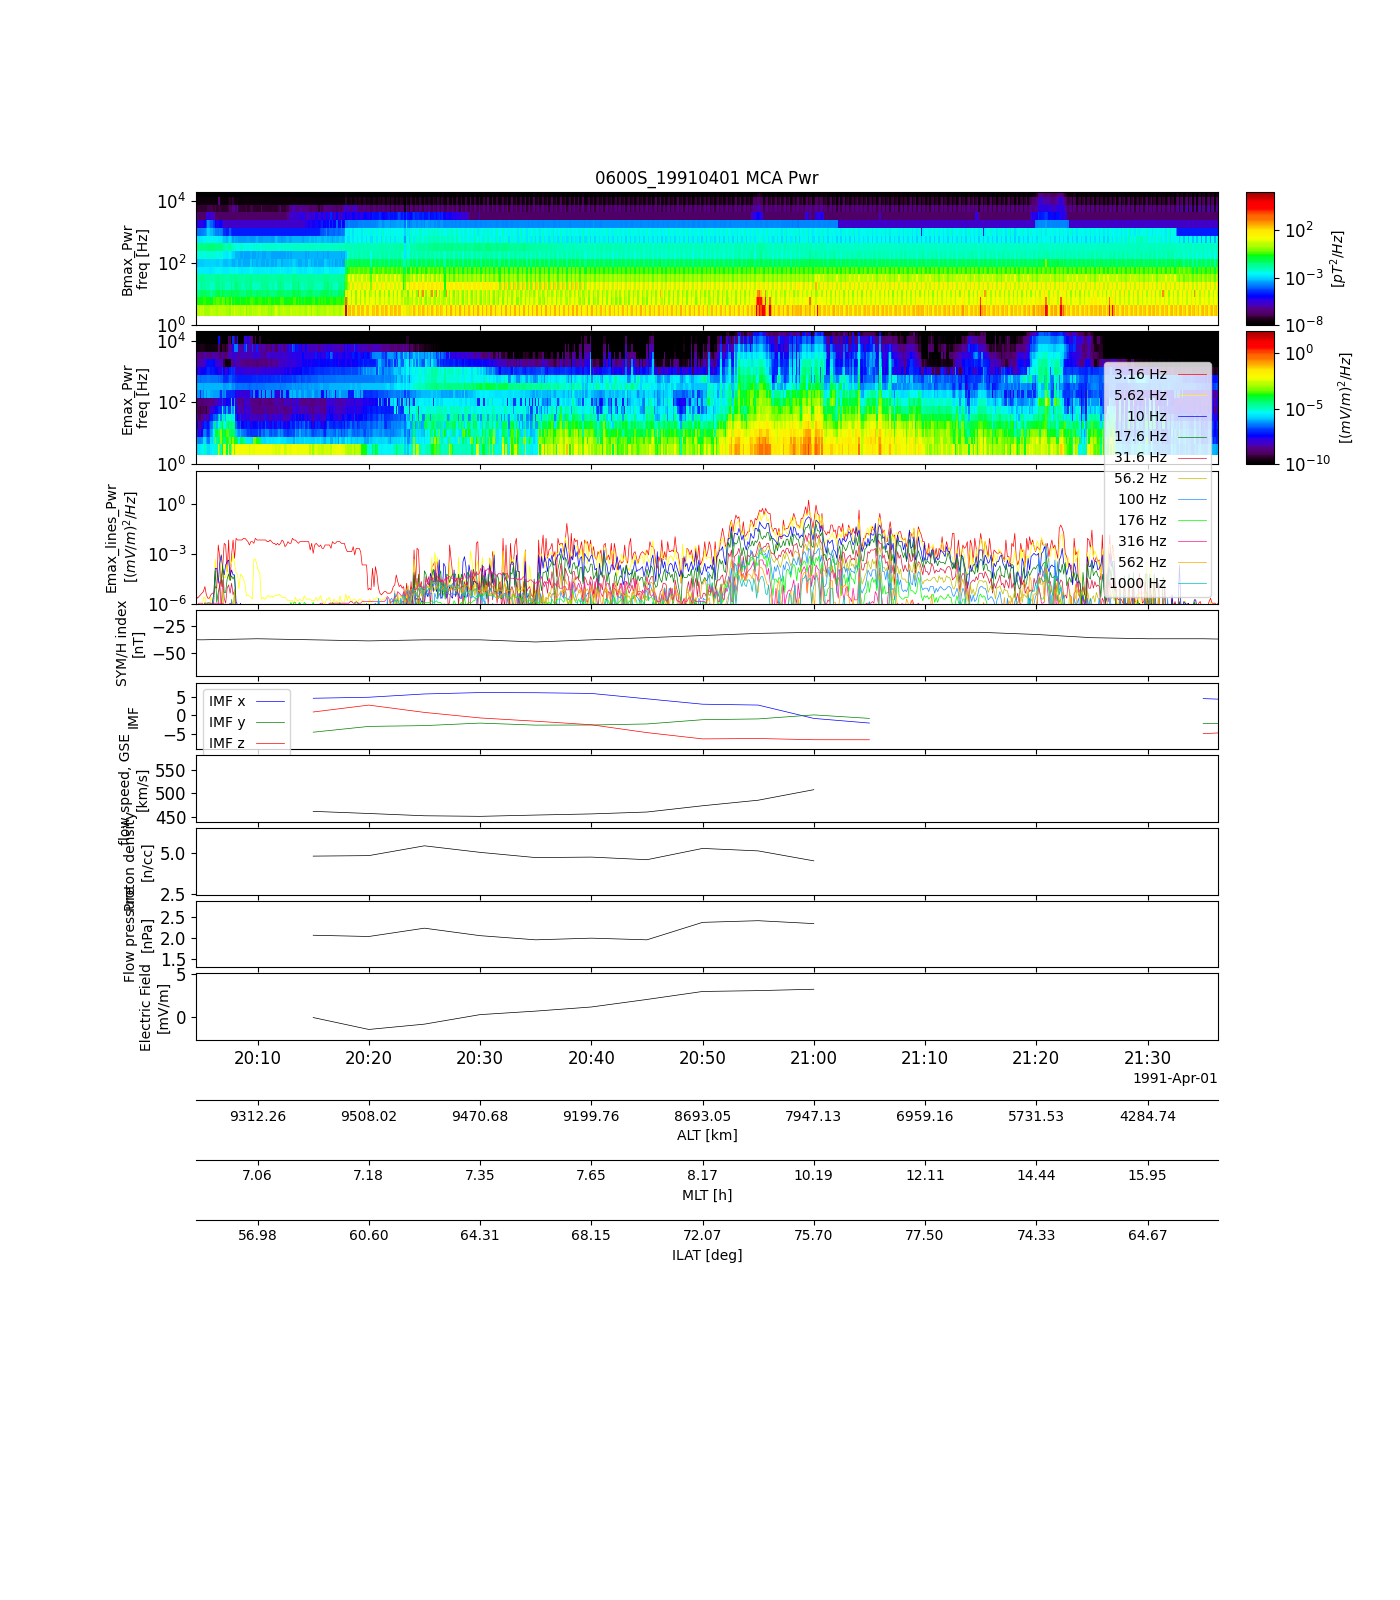 0600S_19910401 MCA Pwr
10^4
10^2
10^0
Bmax_Pwr
freq [Hz]
10^2
10^-3
10^-8
[pT^2/Hz]
10^4
10^2
10^0
Emax_Pwr
freq [Hz]
10^0
10^-5
10^-10
[(mV/m)^2/Hz]
3.16 Hz
5.62 Hz
10 Hz
17.6 Hz
31.6 Hz
56.2 Hz
100 Hz
176 Hz
316 Hz
562 Hz
1000 Hz
10^0
10^-3
10^-6
Emax_lines_Pwr
[(mV/m)^2/Hz]
−25
−50
SYM/H index
[nT]
5
0
−5
IMF
IMF x
IMF y
IMF z
550
500
450
flow speed, GSE
[km/s]
5.0
2.5
Proton density
[n/cc]
2.5
2.0
1.5
Flow pressure
[nPa]
5
0
Electric Field
[mV/m]
20:10 20:20 20:30 20:40 20:50 21:00 21:10 21:20 21:30
1991-Apr-01
9312.26 9508.02 9470.68 9199.76 8693.05 7947.13 6959.16 5731.53 4284.74
ALT [km]
7.06 7.18 7.35 7.65 8.17 10.19 12.11 14.44 15.95
MLT [h]
56.98 60.60 64.31 68.15 72.07 75.70 77.50 74.33 64.67
ILAT [deg]